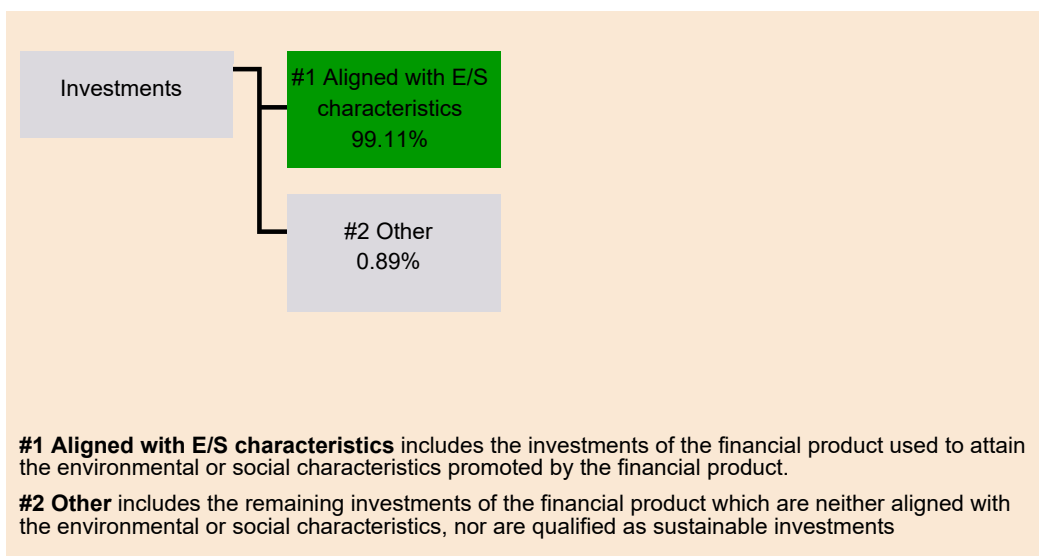 Investments
#1 Aligned with E/S
characteristics
99.11%
#2 Other
0.89%
#1 Aligned with E/S characteristics includes the investments of the financial product used to attain
the environmental or social characteristics promoted by the financial product.
#2 Other includes the remaining investments of the financial product which are neither aligned with
the environmental or social characteristics, nor are qualified as sustainable investments